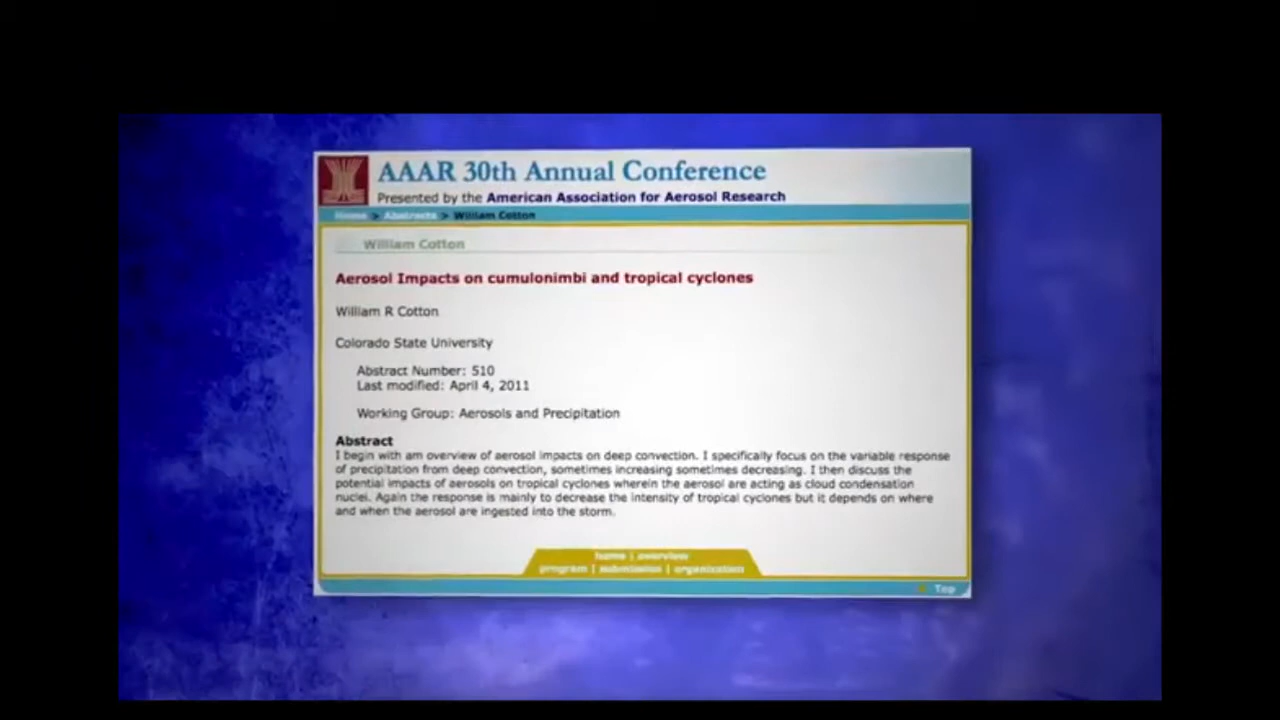 AAAR 30th Annual Conference
Presented by the American Association for Aerosol Research
Home > Abstracts > William Cotton
William Cotton
Aerosol Impacts on cumulonimbi and tropical cyclones
William R Cotton
Colorado State University
Abstract Number: 510
Last modified: April 4, 2011
Working Group: Aerosols and Precipitation
Abstract
I begin with am overview of aerosol impacts on deep convection. I specifically focus on the variable response
of precipitation from deep convection, sometimes increasing sometimes decreasing. I then discuss the
potential impacts of aerosols on tropical cyclones wherein the aerosol are acting as cloud condensation
nuclei. Again the response is mainly to decrease the intensity of tropical cyclones but it depends on where
and when the aerosol are ingested into the storm.
home | overview
program | submission | organization
Top